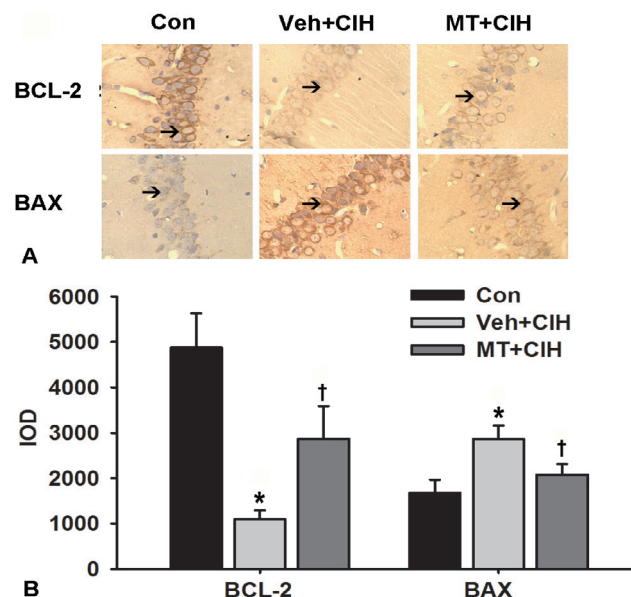 Con Veh+CIH MT+CIH
BCL-2
BAX
A
6000
5000
4000
3000
2000
1000
0
IOD
Con
Veh+CIH
MT+CIH
* † * †
BCL-2 BAX
B